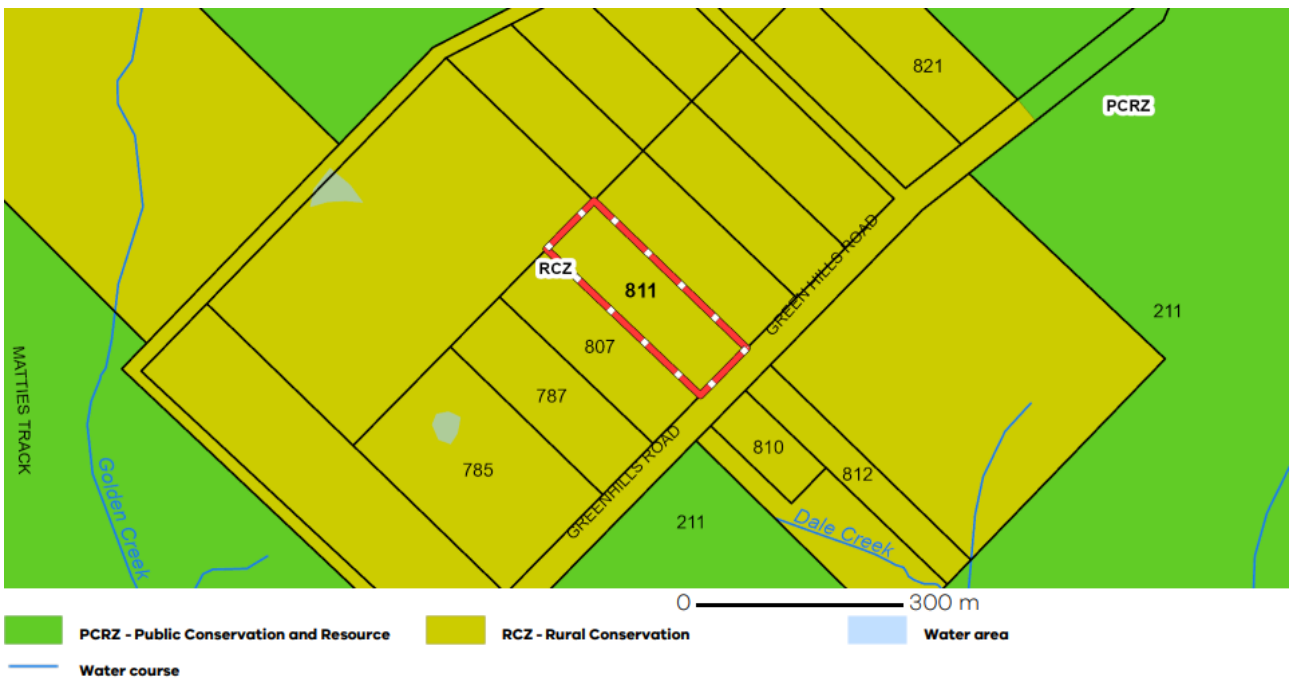 821
PCRZ
GREEN HILLS ROAD
RCZ
811
211
807
MATTIES TRACK
787
810
785
812
GREENHILLS ROAD
Golden Creek
211
Dale Creek
0 300 m
PCRZ - Public Conservation and Resource
RCZ - Rural Conservation
Water area
Water course